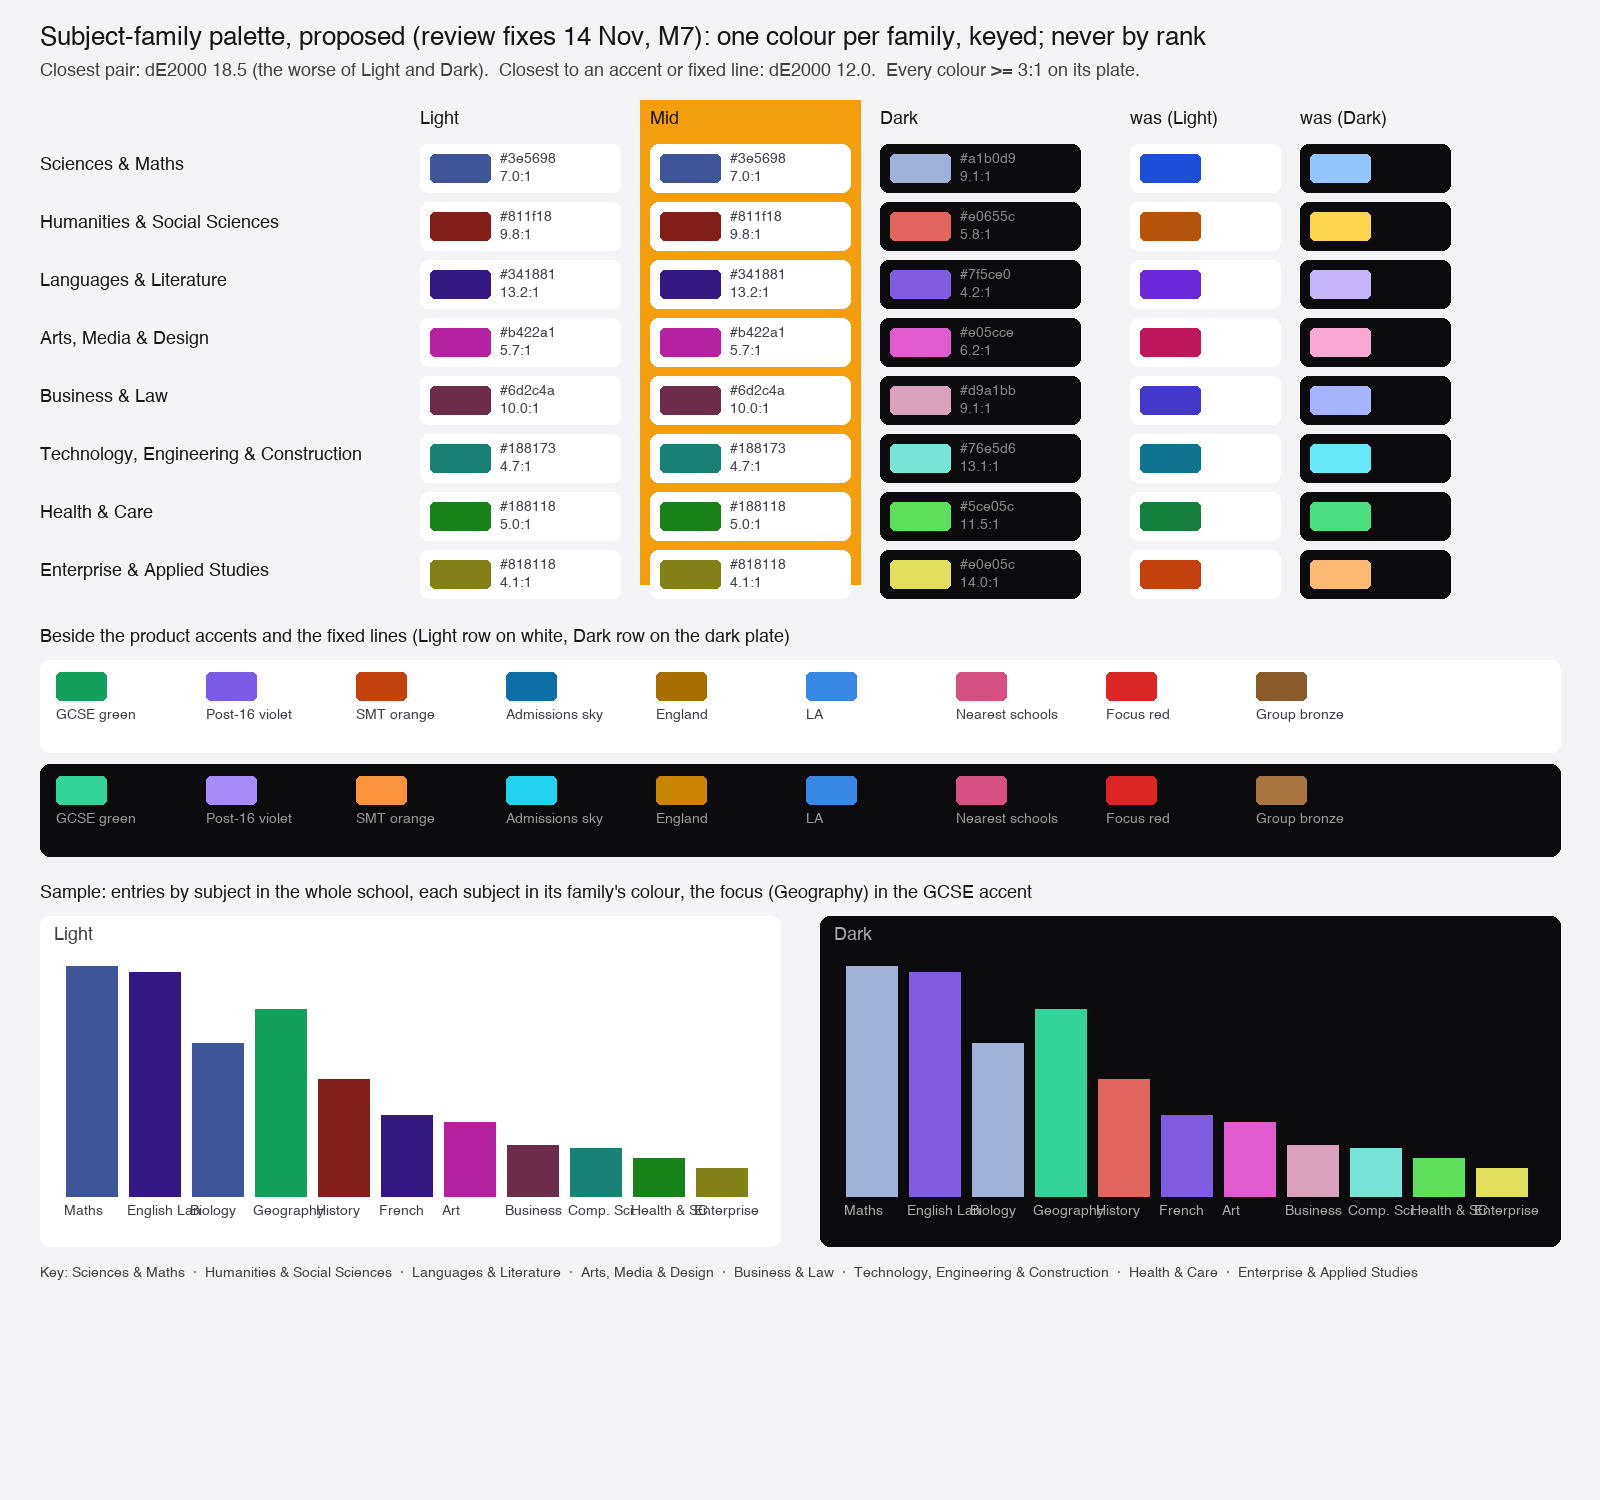 Subject-family palette, proposed (review fixes 14 Nov, M7): one colour per family, keyed; never by rank
Closest pair: dE2000 18.5 (the worse of Light and Dark).  Closest to an accent or fixed line: dE2000 12.0.  Every colour >= 3:1 on its plate.
Light Mid Dark was (Light) was (Dark)
Sciences & Maths #3e5698 #3e5698 #a1b0d9
7.0:1 7.0:1 9.1:1
Humanities & Social Sciences #811f18 #811f18 #e0655c
9.8:1 9.8:1 5.8:1
Languages & Literature #341881 #341881 #7f5ce0
13.2:1 13.2:1 4.2:1
Arts, Media & Design #b422a1 #b422a1 #e05cce
5.7:1 5.7:1 6.2:1
Business & Law #6d2c4a #6d2c4a #d9a1bb
10.0:1 10.0:1 9.1:1
Technology, Engineering & Construction #188173 #188173 #76e5d6
4.7:1 4.7:1 13.1:1
Health & Care #188118 #188118 #5ce05c
5.0:1 5.0:1 11.5:1
Enterprise & Applied Studies #818118 #818118 #e0e05c
4.1:1 4.1:1 14.0:1
Beside the product accents and the fixed lines (Light row on white, Dark row on the dark plate)
GCSE green Post-16 violet SMT orange Admissions sky England LA Nearest schools Focus red Group bronze
GCSE green Post-16 violet SMT orange Admissions sky England LA Nearest schools Focus red Group bronze
Sample: entries by subject in the whole school, each subject in its family's colour, the focus (Geography) in the GCSE accent
Light
Maths English Lan Biology Geography History French Art Business Comp. Sci Health & SC Enterprise
Dark
Maths English Lan Biology Geography History French Art Business Comp. Sci Health & SC Enterprise
Key: Sciences & Maths · Humanities & Social Sciences · Languages & Literature · Arts, Media & Design · Business & Law · Technology, Engineering & Construction · Health & Care · Enterprise & Applied Studies